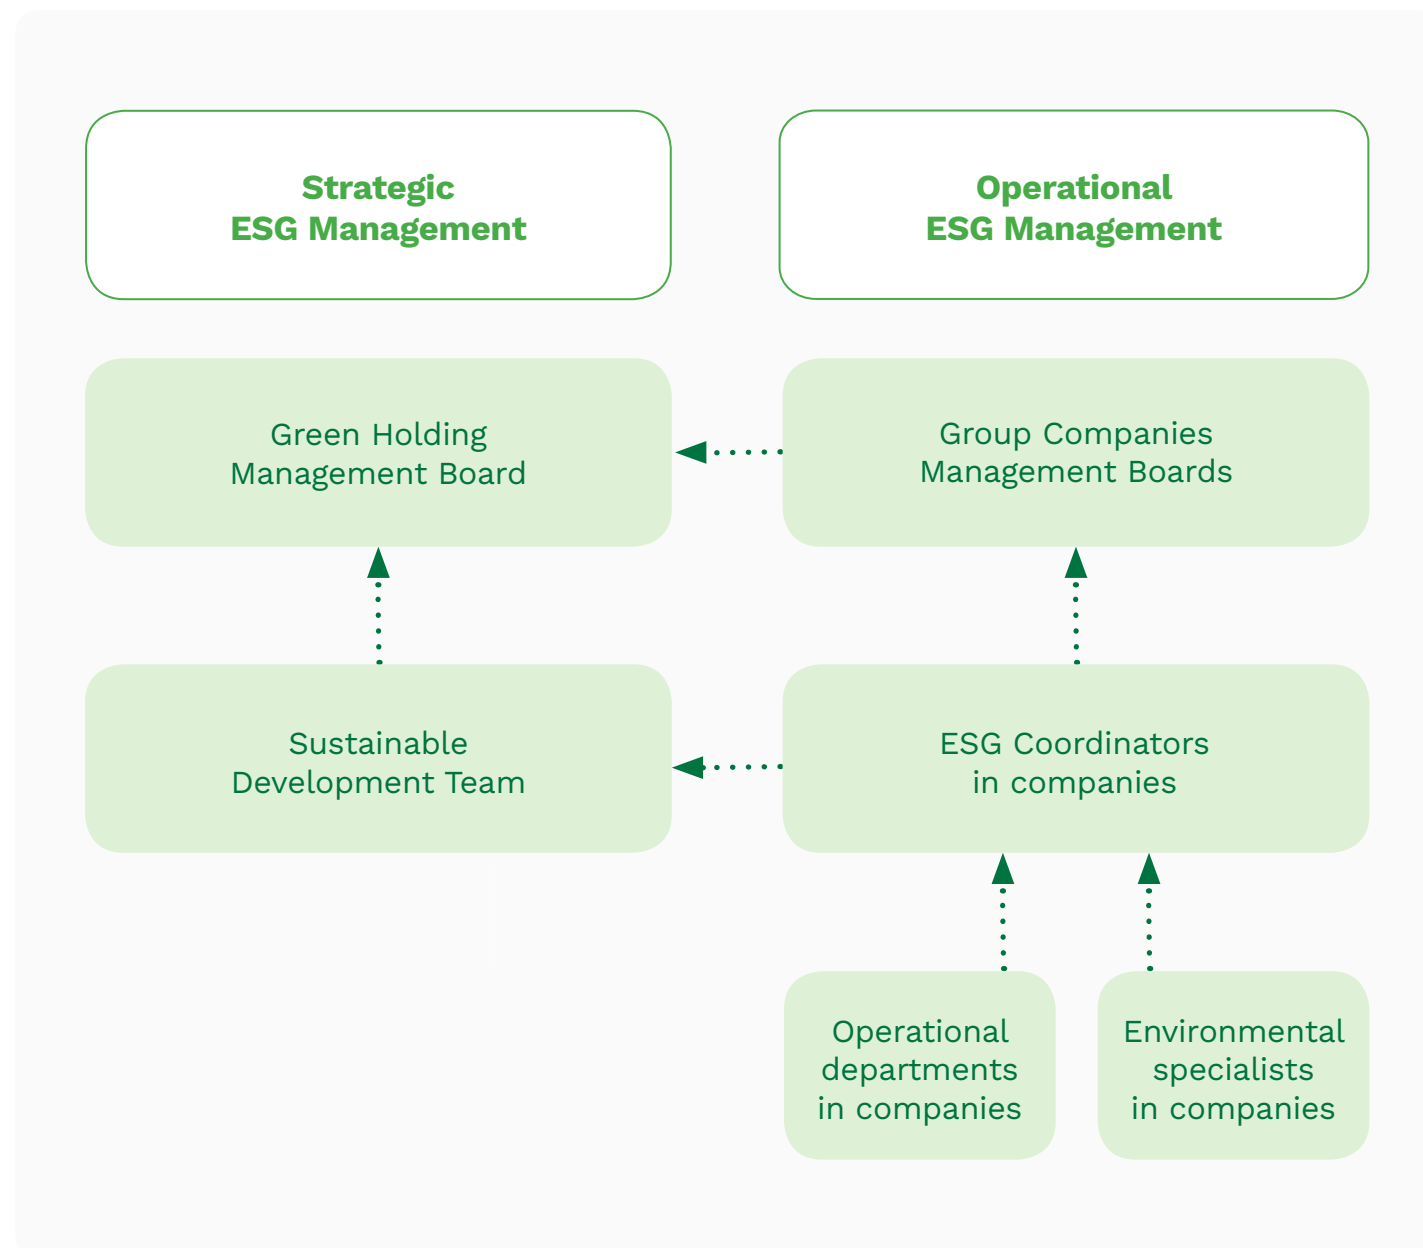 Strategic
ESG Management
Operational
ESG Management
Green Holding
Management Board
Group Companies
Management Boards
Sustainable
Development Team
ESG Coordinators
in companies
Operational
departments
in companies
Environmental
specialists
in companies